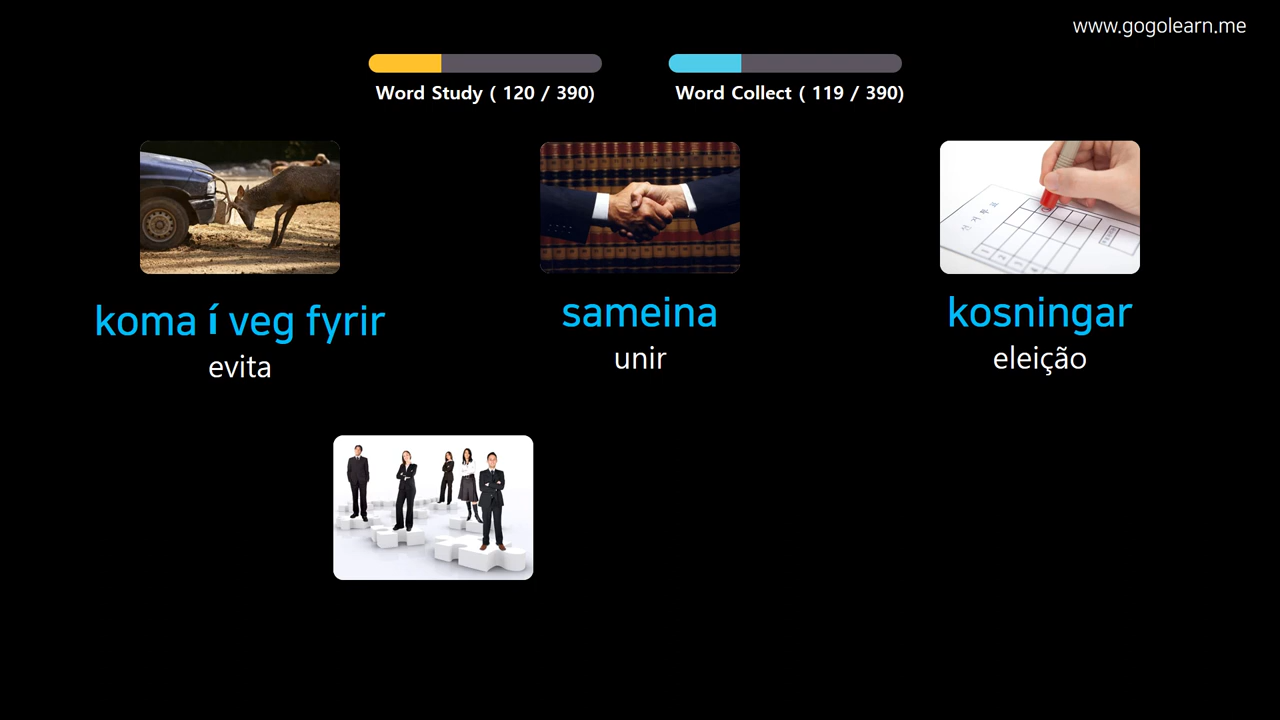 www.gogolearn.me
Word Study ( 120 / 390)
Word Collect ( 119 / 390)
koma í veg fyrir
evita
sameina
unir
kosningar
eleição